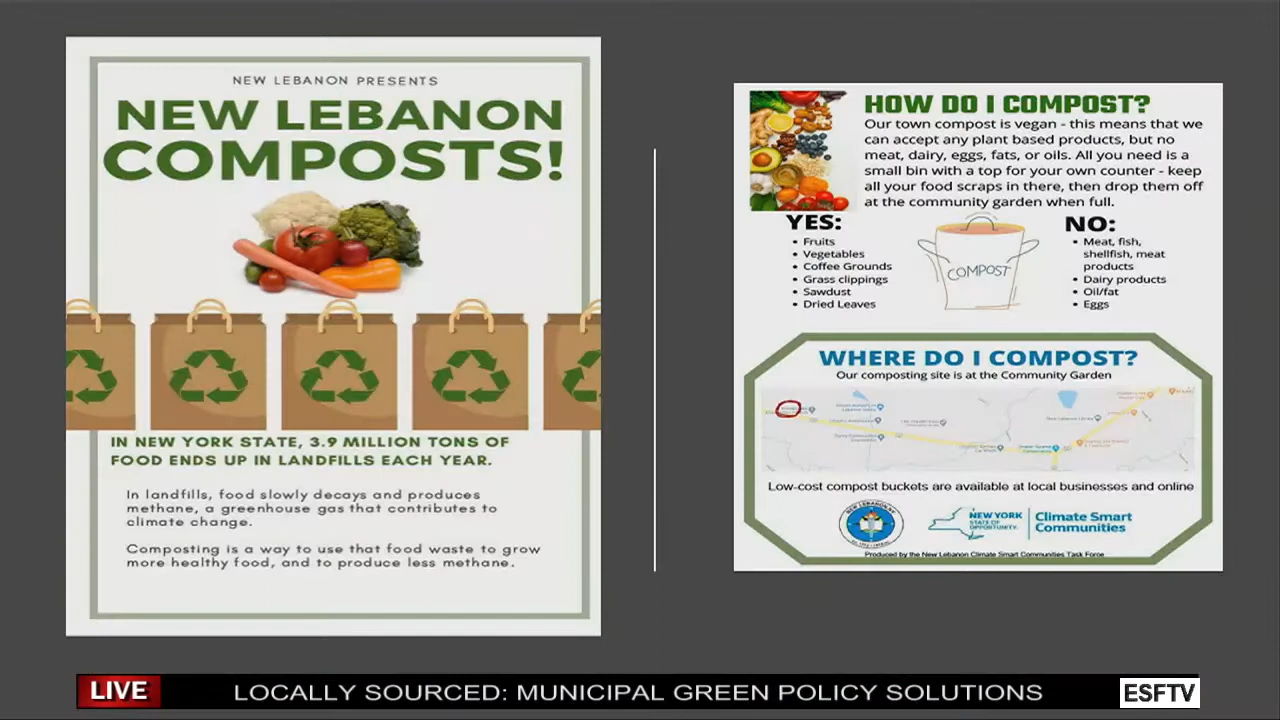 NEW LEBANON PRESENTS
NEW LEBANON
COMPOSTS!
IN NEW YORK STATE, 3.9 MILLION TONS OF
FOOD ENDS UP IN LANDFILLS EACH YEAR.
In landfills, food slowly decays and produces
methane, a greenhouse gas that contributes to
climate change.
Composting is a way to use that food waste to grow
more healthy food, and to produce less methane.
HOW DO I COMPOST?
Our town compost is vegan - this means that we
can accept any plant based products, but no
meat, dairy, eggs, fats, or oils. All you need is a
small bin with a top for your own counter - keep
all your food scraps in there, then drop them off
at the community garden when full.
YES:
• Fruits
• Vegetables
• Coffee Grounds
• Grass clippings
• Sawdust
• Dried Leaves
COMPOST
NO:
• Meat, fish,
shellfish, meat
products
• Dairy products
• Oil/fat
• Eggs
WHERE DO I COMPOST?
Our composting site is at the Community Garden
Low-cost compost buckets are available at local businesses and online
NEW YORK
STATE OF
OPPORTUNITY.
Climate Smart
Communities
Produced by the New Lebanon Climate Smart Communities Task Force
LIVE
LOCALLY SOURCED: MUNICIPAL GREEN POLICY SOLUTIONS
ESFTV